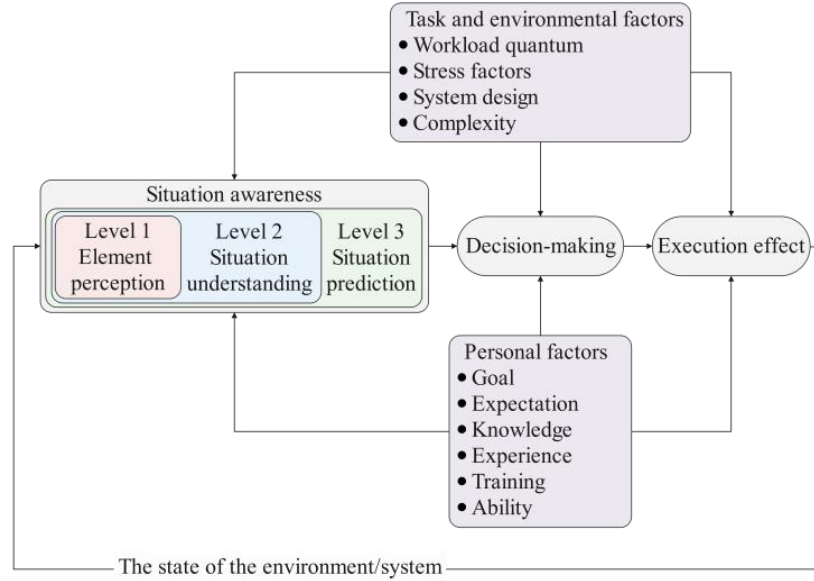 Task and environmental factors
● Workload quantum
● Stress factors
● System design
● Complexity
Situation awareness
Level 1
Element
perception
Level 2
Situation
understanding
Level 3
Situation
prediction
Decision-making
Execution effect
Personal factors
● Goal
● Expectation
● Knowledge
● Experience
● Training
● Ability
The state of the environment/system